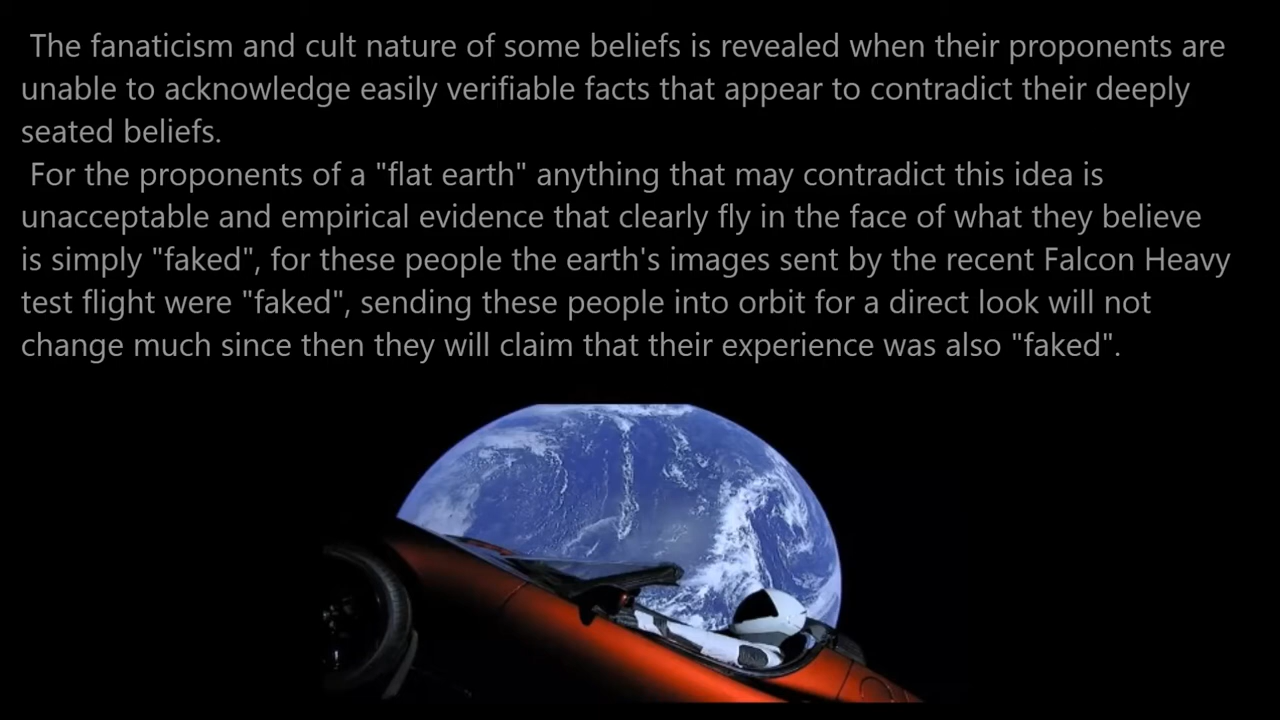 The fanaticism and cult nature of some beliefs is revealed when their proponents are
unable to acknowledge easily verifiable facts that appear to contradict their deeply
seated beliefs.
For the proponents of a "flat earth" anything that may contradict this idea is
unacceptable and empirical evidence that clearly fly in the face of what they believe
is simply "faked", for these people the earth's images sent by the recent Falcon Heavy
test flight were "faked", sending these people into orbit for a direct look will not
change much since then they will claim that their experience was also "faked".